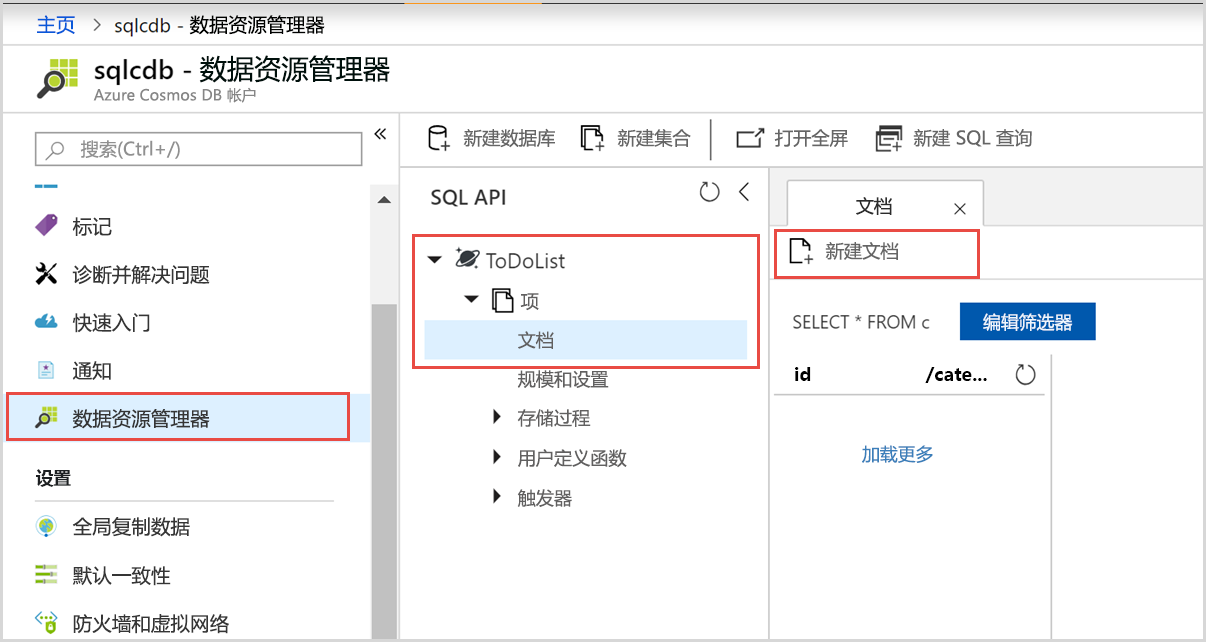 主页 > sqlcdb - 数据资源管理器
sqlcdb - 数据资源管理器
Azure Cosmos DB 帐户
搜索(Ctrl+/)
«
标记
诊断并解决问题
快速入门
通知
数据资源管理器
设置
全局复制数据
默认一致性
防火墙和虚拟网络
新建数据库
新建集合
打开全屏
新建 SQL 查询
SQL API
ToDoList
项
文档
规模和设置
存储过程
用户定义函数
触发器
文档
新建文档
SELECT * FROM c
编辑筛选器
id /cate...
加载更多